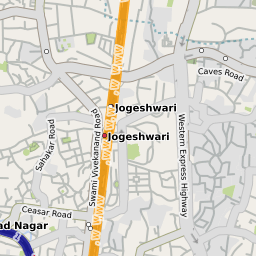 Caves Road
Jogeshwari
Jogeshwari
Sahakar Road
Swami Vivekanand Road
Western Express Highway
Ceasar Road
ad Nagar